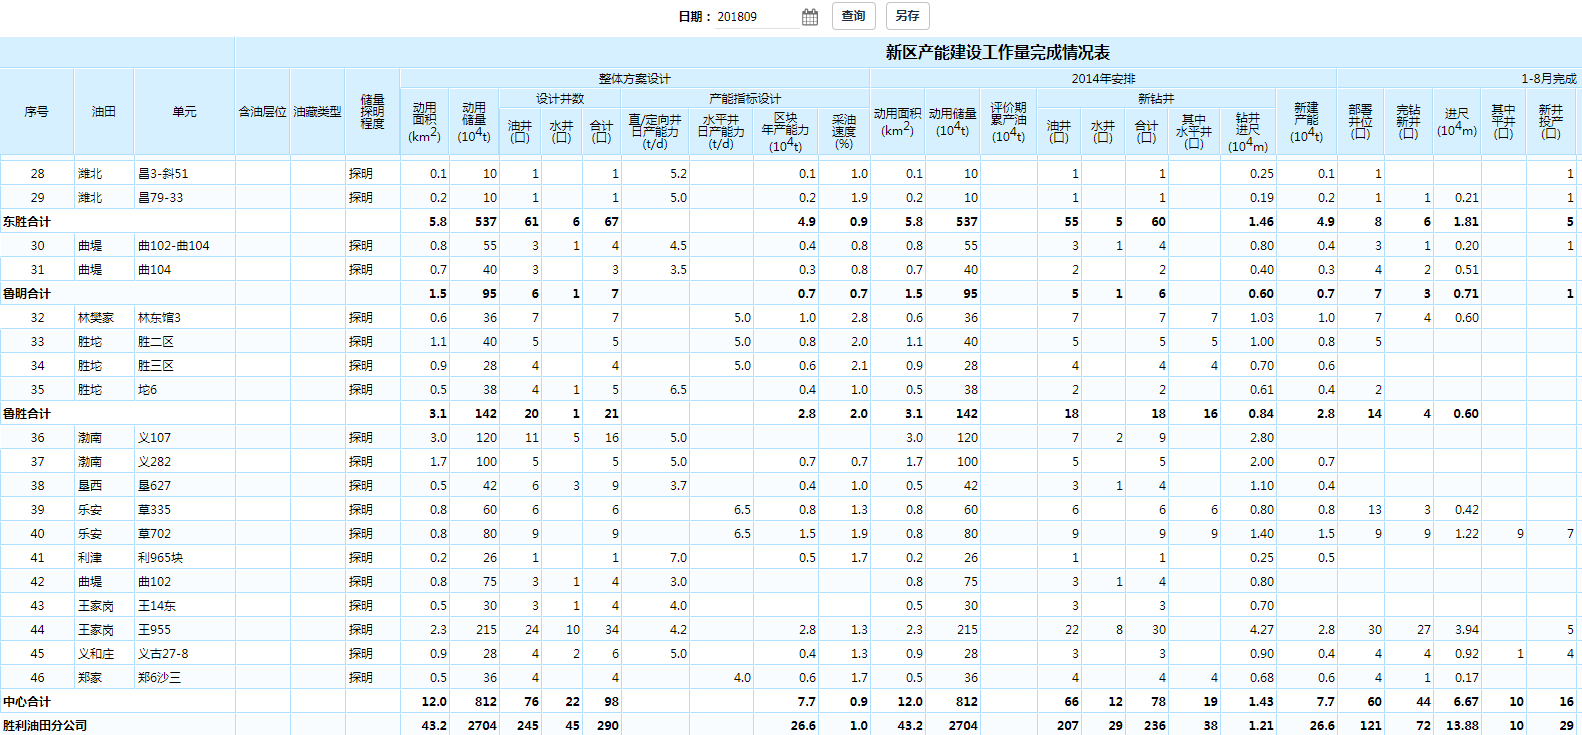 日期： 201809 查询 另存
新区产能建设工作量完成情况表
整体方案设计 2014年安排 1-8月完成
序号 油田 单元 含油层位 油藏类型 储量探明程度 动用面积(km2) 动用储量(104t) 设计井数 产能指标设计 动用面积(km2) 动用储量(104t) 评价期累产油(104t) 新钻井 新建产能(104t) 部署井位(口) 完钻新井(口) 进尺(104m) 其中平井(口) 新井投产(口)
油井(口) 水井(口) 合计(口) 直/定向井日产能力(t/d) 水平井日产能力(t/d) 区块年产能力(104t) 采油速度(%) 油井(口) 水井(口) 合计(口) 其中水平井(口) 钻井进尺(104m)
28 潍北 昌3-斜51 探明 0.1 10 1 1 5.2 0.1 1.0 0.1 10 1 1 0.25 0.1 1 1
29 潍北 昌79-33 探明 0.2 10 1 1 5.0 0.2 1.9 0.2 10 1 1 0.19 0.2 1 1 0.21 1
东胜合计 5.8 537 61 6 67 4.9 0.9 5.8 537 55 5 60 1.46 4.9 8 6 1.81 5
30 曲堤 曲102-曲104 探明 0.8 55 3 1 4 4.5 0.4 0.8 0.8 55 3 1 4 0.80 0.4 3 1 0.20 1
31 曲堤 曲104 探明 0.7 40 3 3 3.5 0.3 0.8 0.7 40 2 2 0.40 0.3 4 2 0.51
鲁明合计 1.5 95 6 1 7 0.7 0.7 1.5 95 5 1 6 0.60 0.7 7 3 0.71 1
32 林樊家 林东馆3 探明 0.6 36 7 7 5.0 1.0 2.8 0.6 36 7 7 7 1.03 1.0 7 4 0.60
33 胜坨 胜二区 探明 1.1 40 5 5 5.0 0.8 2.0 1.1 40 5 5 5 1.00 0.8 5
34 胜坨 胜三区 探明 0.9 28 4 4 5.0 0.6 2.1 0.9 28 4 4 4 0.70 0.6
35 胜坨 坨6 探明 0.5 38 4 1 5 6.5 0.4 1.0 0.5 38 2 2 0.61 0.4 2
鲁胜合计 3.1 142 20 1 21 2.8 2.0 3.1 142 18 18 16 0.84 2.8 14 4 0.60
36 渤南 义107 探明 3.0 120 11 5 16 5.0 3.0 120 7 2 9 2.80
37 渤南 义282 探明 1.7 100 5 5 5.0 0.7 0.7 1.7 100 5 5 2.00 0.7
38 垦西 垦627 探明 0.5 42 6 3 9 3.7 0.4 1.0 0.5 42 3 1 4 1.10 0.4
39 乐安 草335 探明 0.8 60 6 6 6.5 0.8 1.3 0.8 60 6 6 6 0.80 0.8 13 3 0.42
40 乐安 草702 探明 0.8 80 9 9 6.5 1.5 1.9 0.8 80 9 9 9 1.40 1.5 9 9 1.22 9 7
41 利津 利965块 探明 0.2 26 1 1 7.0 0.5 1.7 0.2 26 1 1 0.25 0.5
42 曲堤 曲102 探明 0.8 75 3 1 4 3.0 0.8 75 3 1 4 0.80
43 王家岗 王14东 探明 0.5 30 3 1 4 4.0 0.5 30 3 3 0.70
44 王家岗 王955 探明 2.3 215 24 10 34 4.2 2.8 1.3 2.3 215 22 8 30 4.27 2.8 30 27 3.94 5
45 义和庄 义古27-8 探明 0.9 28 4 2 6 5.0 0.4 1.3 0.9 28 3 3 0.90 0.4 4 4 0.92 1 4
46 郑家 郑6沙三 探明 0.5 36 4 4 4.0 0.6 1.7 0.5 36 4 4 4 0.68 0.6 4 1 0.17
中心合计 12.0 812 76 22 98 7.7 0.9 12.0 812 66 12 78 19 1.43 7.7 60 44 6.67 10 16
胜利油田分公司 43.2 2704 245 45 290 26.6 1.0 43.2 2704 207 29 236 38 1.21 26.6 121 72 13.88 10 29